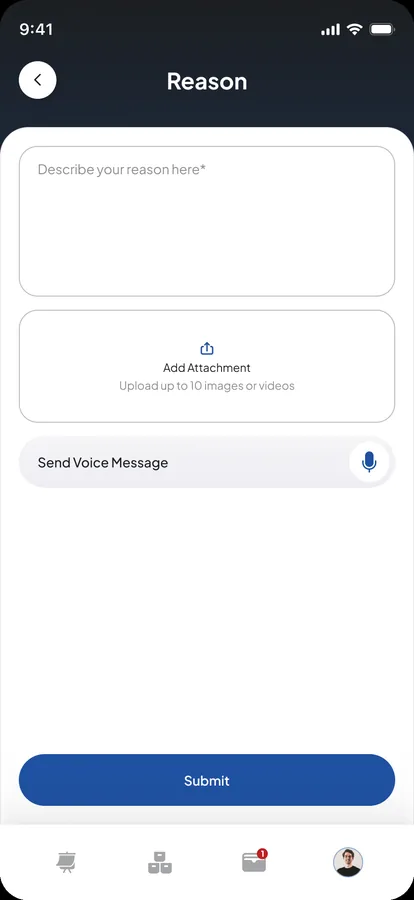 9:41
Reason
Describe your reason here*
Add Attachment
Upload up to 10 images or videos
Send Voice Message
Submit
1